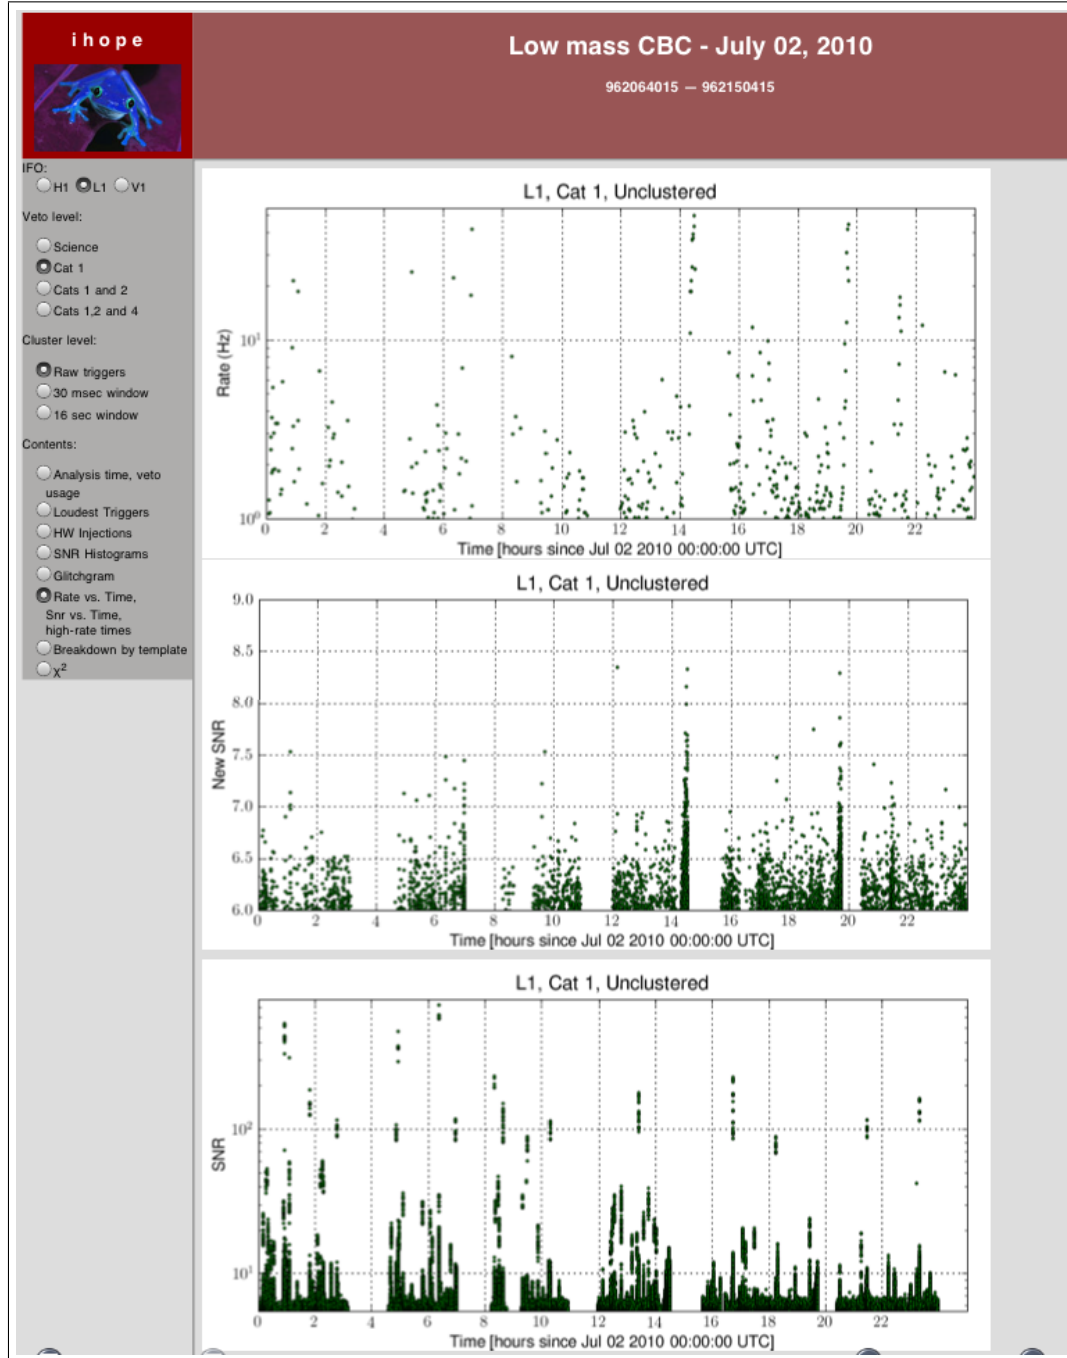 ihope
Low mass CBC - July 02, 2010
962064015 — 962150415
IFO:
H1 L1 V1
Veto level:
Science
Cat 1
Cats 1 and 2
Cats 1,2 and 4
Cluster level:
Raw triggers
30 msec window
16 sec window
Contents:
Analysis time, veto
usage
Loudest Triggers
HW Injections
SNR Histograms
Glitchgram
Rate vs. Time,
Snr vs. Time,
high-rate times
Breakdown by template
χ²
L1, Cat 1, Unclustered
Rate (Hz)
10¹
10⁰
0 2 4 6 8 10 12 14 16 18 20 22
Time [hours since Jul 02 2010 00:00:00 UTC]
L1, Cat 1, Unclustered
New SNR
9.0
8.5
8.0
7.5
7.0
6.5
6.0
0 2 4 6 8 10 12 14 16 18 20 22
Time [hours since Jul 02 2010 00:00:00 UTC]
L1, Cat 1, Unclustered
SNR
10²
10¹
0 2 4 6 8 10 12 14 16 18 20 22
Time [hours since Jul 02 2010 00:00:00 UTC]